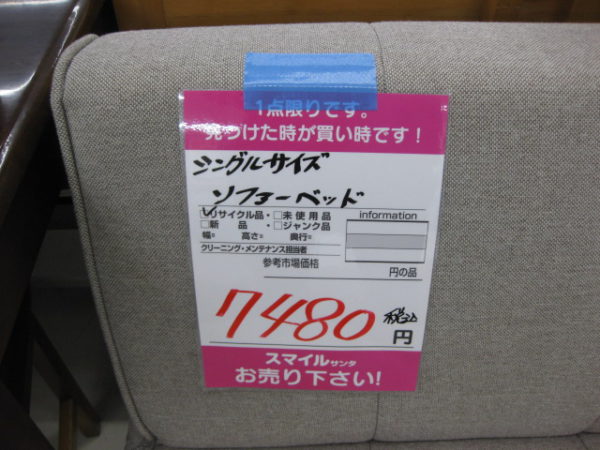 1点限りです。
見つけた時が買い時です！
シングルサイズ
ソファーベッド
☑リサイクル品・□未使用品
□新　品・□ジャンク品
information
幅= 高さ= 奥行=
クリーニング・メンテナンス担当者
参考市場価格
円の品
7480 税込
円
スマイルサンタ
お売り下さい!